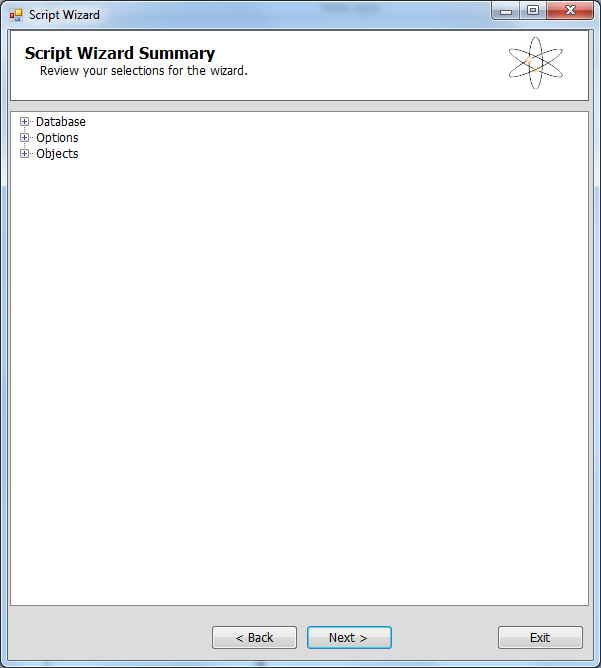 Script Wizard
Script Wizard Summary
Review your selections for the wizard.
Database
Options
Objects
< Back
Next >
Exit